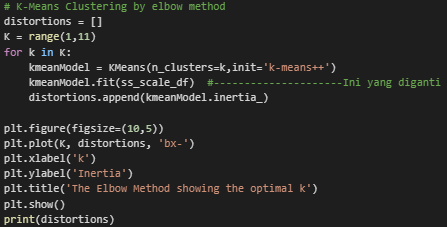 # K-Means Clustering by elbow method
distortions = []
K = range(1,11)
for k in K:
    kmeanModel = KMeans(n_clusters=k,init='k-means++')
    kmeanModel.fit(ss_scale_df)  #---------------------Ini yang diganti
    distortions.append(kmeanModel.inertia_)

plt.figure(figsize=(10,5))
plt.plot(K, distortions, 'bx-')
plt.xlabel('k')
plt.ylabel('Inertia')
plt.title('The Elbow Method showing the optimal k')
plt.show()
print(distortions)